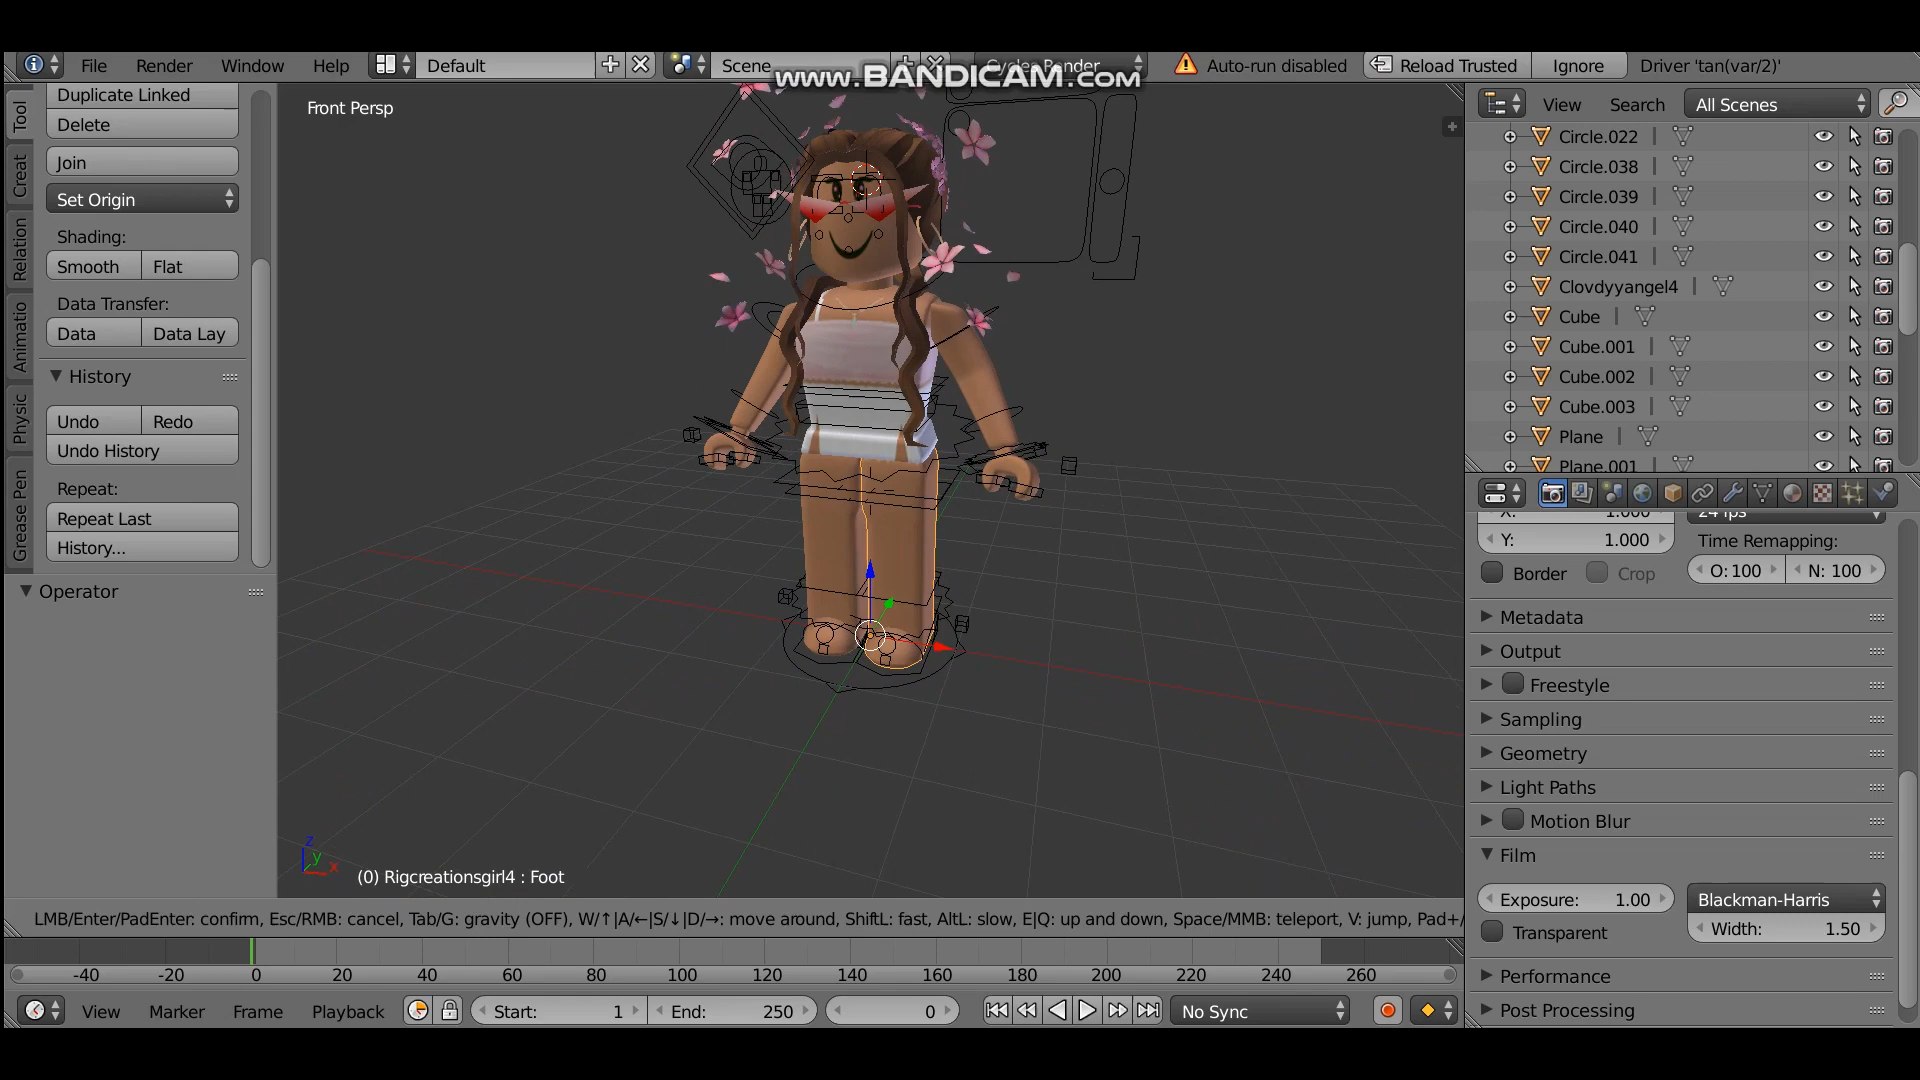 File Render Window Help Default Scene Cycles Render Auto-run disabled Reload Trusted Ignore Driver 'tan(var/2)'
www.BANDICAM.com
Tool
Creat
Relation
Animatio
Physic
Grease Pen
Duplicate Linked
Delete
Join
Set Origin
Shading:
Smooth Flat
Data Transfer:
Data Data Lay
History
Undo Redo
Undo History
Repeat:
Repeat Last
History...
Operator
Front Persp
z
y
x
(0) Rigcreationsgirl4 : Foot
LMB/Enter/PadEnter: confirm, Esc/RMB: cancel, Tab/G: gravity (OFF), W/↑|A/←|S/↓|D/→: move around, ShiftL: fast, AltL: slow, E|Q: up and down, Space/MMB: teleport, V: jump, Pad+/
View Search All Scenes
Circle.022
Circle.038
Circle.039
Circle.040
Circle.041
Clovdyyangel4
Cube
Cube.001
Cube.002
Cube.003
Plane
Plane.001
X: 1.000 24 fps
Y: 1.000 Time Remapping:
Border Crop O: 100 N: 100
Metadata
Output
Freestyle
Sampling
Geometry
Light Paths
Motion Blur
Film
Exposure: 1.00 Blackman-Harris
Transparent Width: 1.50
Performance
Post Processing
-40 -20 0 20 40 60 80 100 120 140 160 180 200 220 240 260
View Marker Frame Playback Start: 1 End: 250 0 No Sync